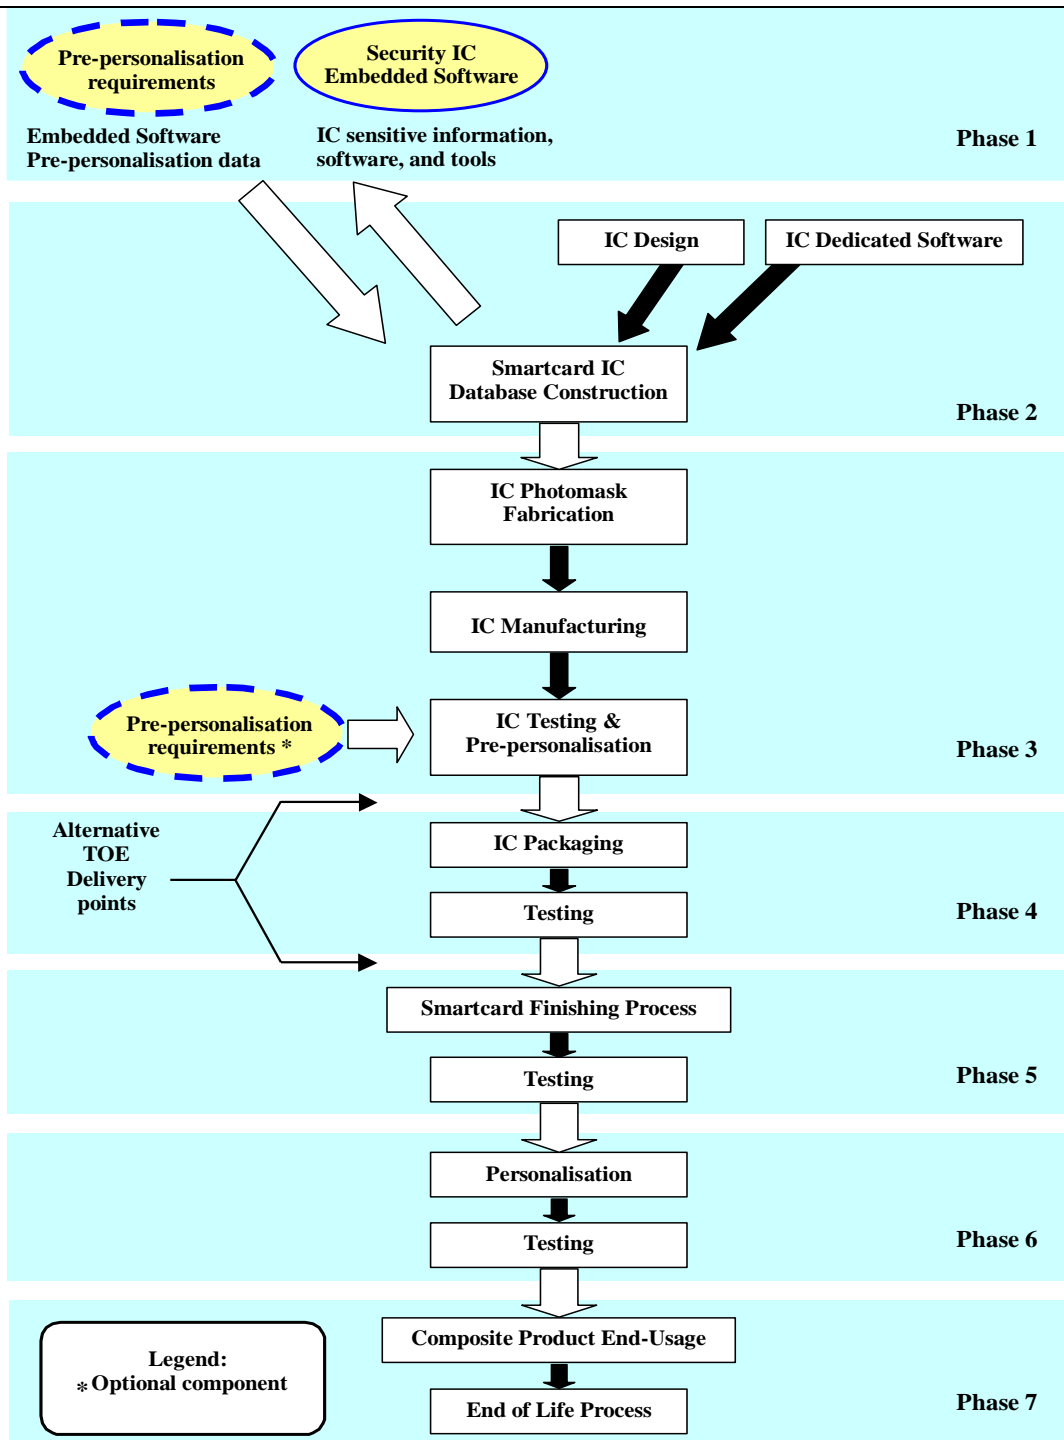 Pre-personalisation
requirements
Security IC
Embedded Software
Embedded Software
Pre-personalisation data
IC sensitive information,
software, and tools
Phase 1
IC Design
IC Dedicated Software
Smartcard IC
Database Construction
Phase 2
IC Photomask
Fabrication
IC Manufacturing
Pre-personalisation
requirements *
IC Testing &
Pre-personalisation
Phase 3
Alternative
TOE
Delivery
points
IC Packaging
Testing
Phase 4
Smartcard Finishing Process
Testing
Phase 5
Personalisation
Testing
Phase 6
Composite Product End-Usage
Legend:
* Optional component
End of Life Process
Phase 7